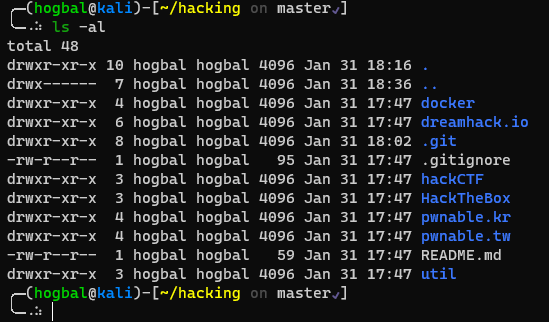 (hogbal@kali)-[~/hacking on master✓]
ls -al
total 48
drwxr-xr-x 10 hogbal hogbal 4096 Jan 31 18:16 .
drwx------  7 hogbal hogbal 4096 Jan 31 18:36 ..
drwxr-xr-x  4 hogbal hogbal 4096 Jan 31 17:47 docker
drwxr-xr-x  6 hogbal hogbal 4096 Jan 31 17:47 dreamhack.io
drwxr-xr-x  8 hogbal hogbal 4096 Jan 31 18:02 .git
-rw-r--r--  1 hogbal hogbal   95 Jan 31 17:47 .gitignore
drwxr-xr-x  3 hogbal hogbal 4096 Jan 31 17:47 hackCTF
drwxr-xr-x  3 hogbal hogbal 4096 Jan 31 17:47 HackTheBox
drwxr-xr-x  4 hogbal hogbal 4096 Jan 31 17:47 pwnable.kr
drwxr-xr-x  4 hogbal hogbal 4096 Jan 31 17:47 pwnable.tw
-rw-r--r--  1 hogbal hogbal   59 Jan 31 17:47 README.md
drwxr-xr-x  3 hogbal hogbal 4096 Jan 31 17:47 util
(hogbal@kali)-[~/hacking on master✓]